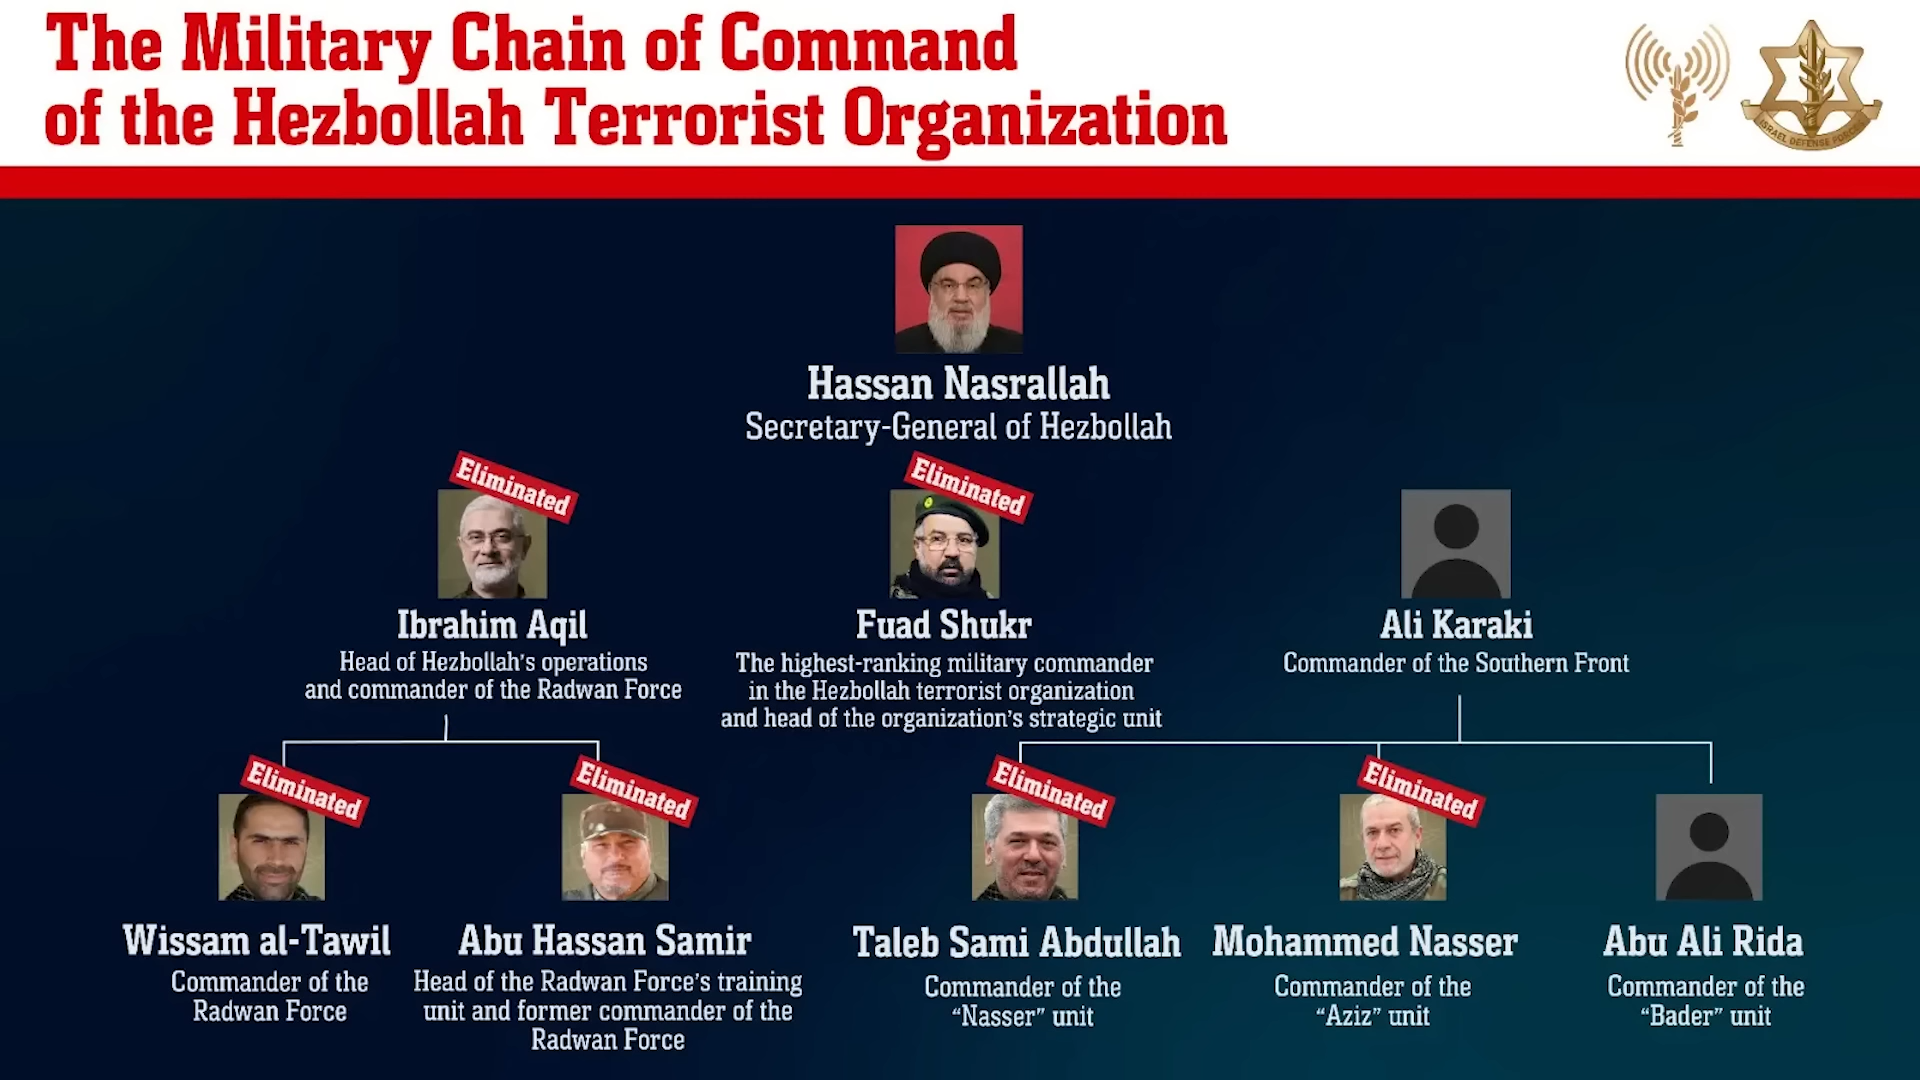 The Military Chain of Command
of the Hezbollah Terrorist Organization
ISRAEL DEFENSE FORCES
Hassan Nasrallah
Secretary-General of Hezbollah
Eliminated
Ibrahim Aqil
Head of Hezbollah's operations
and commander of the Radwan Force
Eliminated
Fuad Shukr
The highest-ranking military commander
in the Hezbollah terrorist organization
and head of the organization's strategic unit
Ali Karaki
Commander of the Southern Front
Eliminated
Wissam al-Tawil
Commander of the
Radwan Force
Eliminated
Abu Hassan Samir
Head of the Radwan Force's training
unit and former commander of the
Radwan Force
Eliminated
Taleb Sami Abdullah
Commander of the
“Nasser” unit
Eliminated
Mohammed Nasser
Commander of the
“Aziz” unit
Abu Ali Rida
Commander of the
“Bader” unit